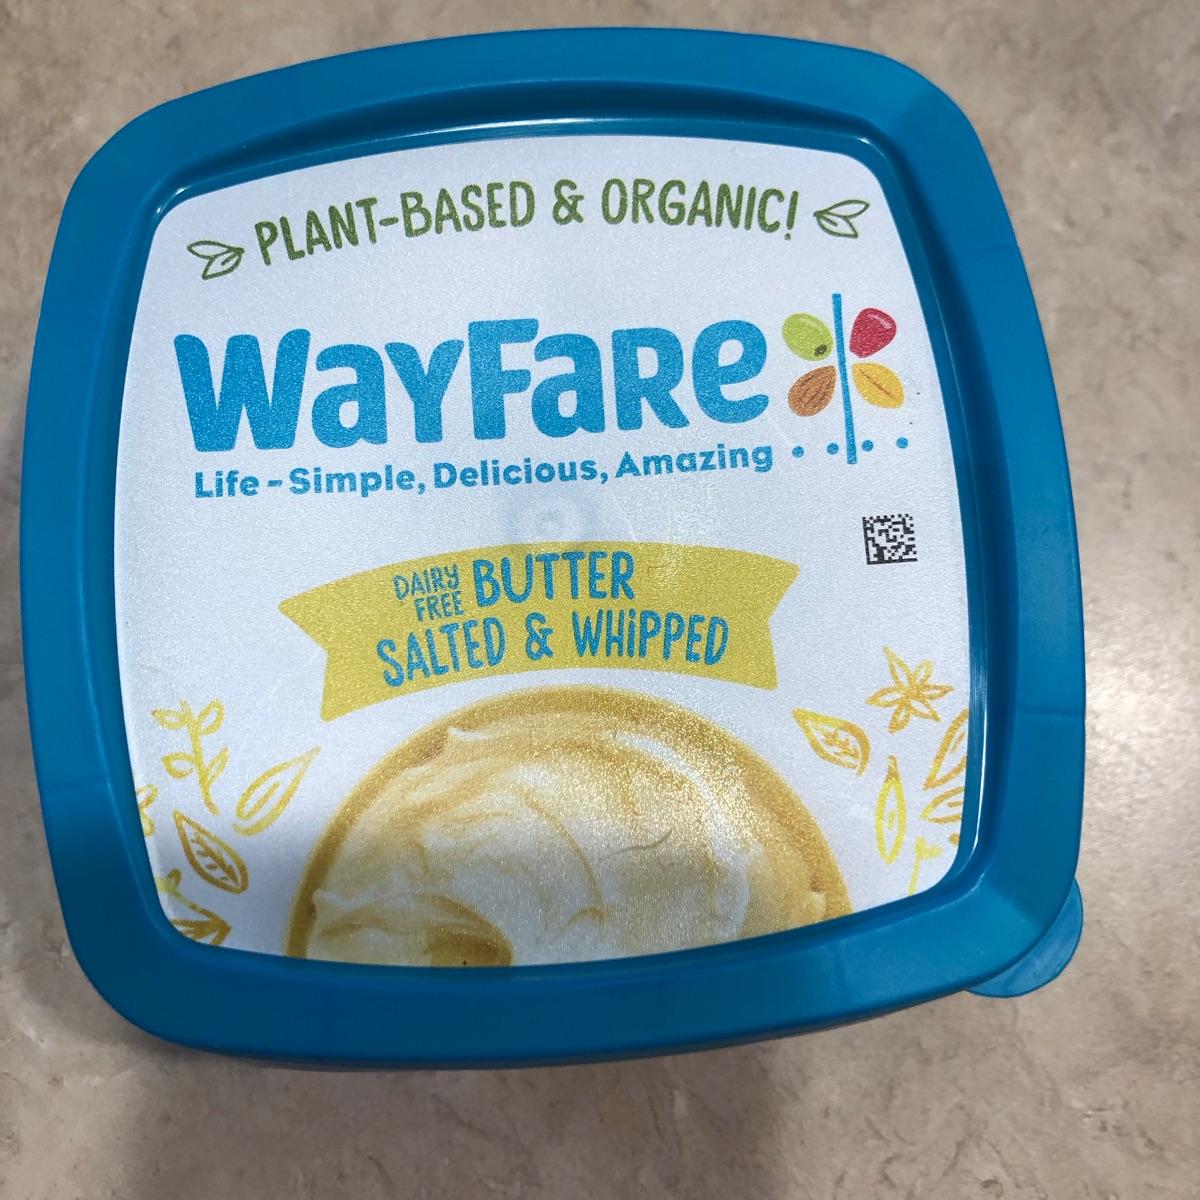 PLANT-BASED & ORGANIC!
WayFare
Life - Simple, Delicious, Amazing
DAIRY FREE BUTTER
SALTED & WHiPPED